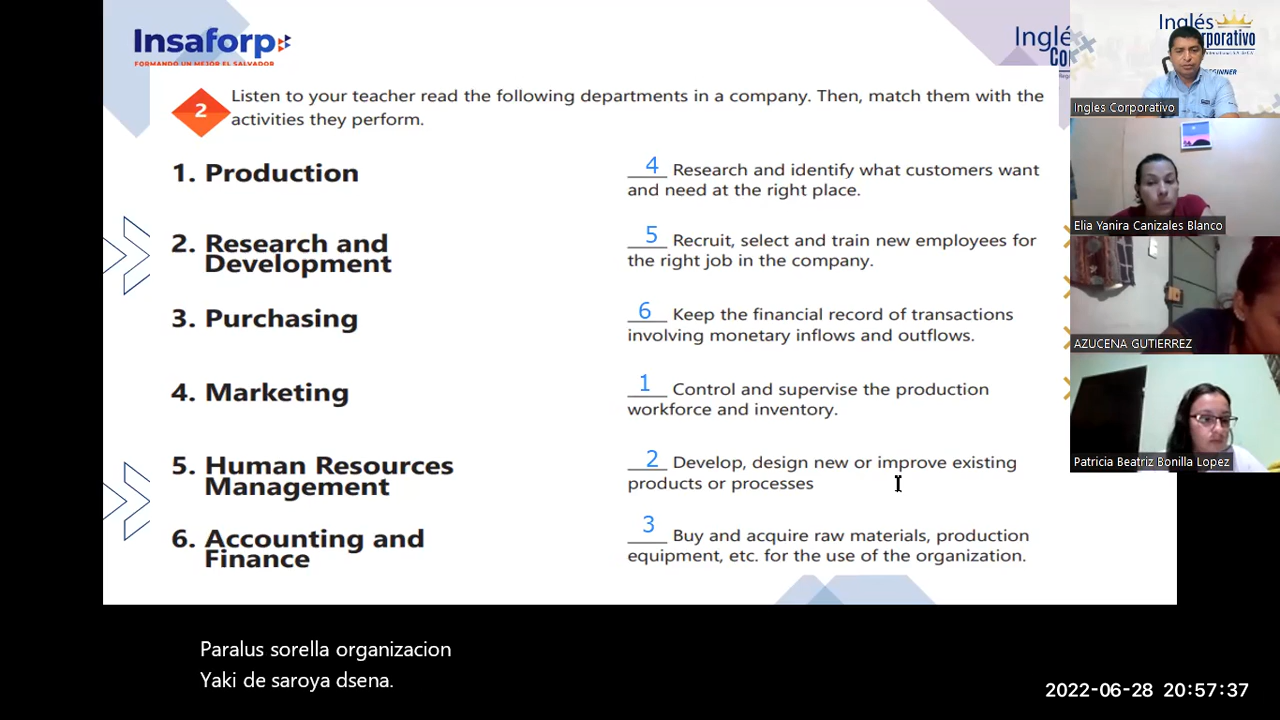 Insaforp
FORMANDO UN MEJOR EL SALVADOR
Inglés
2
Listen to your teacher read the following departments in a company. Then, match them with the
activities they perform.
1. Production
2. Research and
Development
3. Purchasing
4. Marketing
5. Human Resources
Management
6. Accounting and
Finance
4 Research and identify what customers want
and need at the right place.
5 Recruit, select and train new employees for
the right job in the company.
6 Keep the financial record of transactions
involving monetary inflows and outflows.
1 Control and supervise the production
workforce and inventory.
2 Develop, design new or improve existing
products or processes
3 Buy and acquire raw materials, production
equipment, etc. for the use of the organization.
Ingles Corporativo
Elia Yanira Canizales Blanco
AZUCENA GUTIERREZ
Patricia Beatriz Bonilla Lopez
Paralus sorella organizacion
Yaki de saroya dsena.
2022-06-28 20:57:37